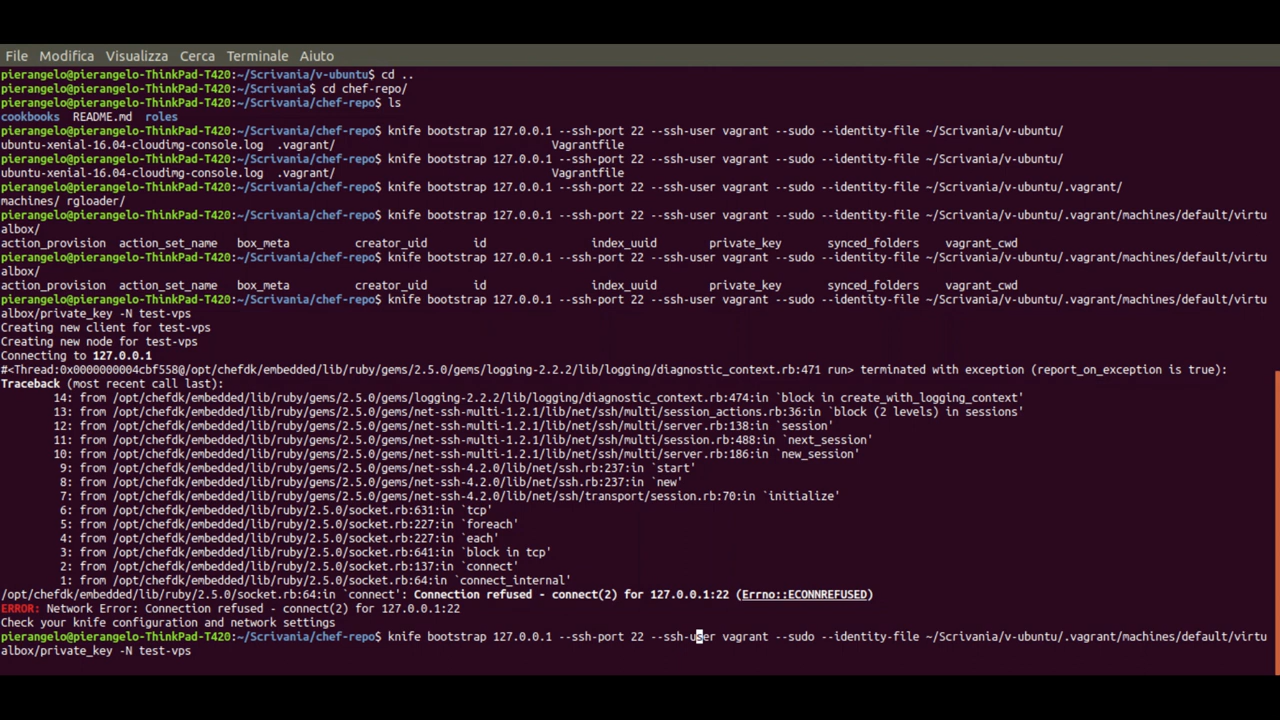 File Modifica Visualizza Cerca Terminale Aiuto
pierangelo@pierangelo-ThinkPad-T420:~/Scrivania/v-ubuntu$ cd ..
pierangelo@pierangelo-ThinkPad-T420:~/Scrivania$ cd chef-repo/
pierangelo@pierangelo-ThinkPad-T420:~/Scrivania/chef-repo$ ls
cookbooks README.md roles
pierangelo@pierangelo-ThinkPad-T420:~/Scrivania/chef-repo$ knife bootstrap 127.0.0.1 --ssh-port 22 --ssh-user vagrant --sudo --identity-file ~/Scrivania/v-ubuntu/
ubuntu-xenial-16.04-cloudimg-console.log .vagrant/ Vagrantfile
pierangelo@pierangelo-ThinkPad-T420:~/Scrivania/chef-repo$ knife bootstrap 127.0.0.1 --ssh-port 22 --ssh-user vagrant --sudo --identity-file ~/Scrivania/v-ubuntu/
ubuntu-xenial-16.04-cloudimg-console.log .vagrant/ Vagrantfile
pierangelo@pierangelo-ThinkPad-T420:~/Scrivania/chef-repo$ knife bootstrap 127.0.0.1 --ssh-port 22 --ssh-user vagrant --sudo --identity-file ~/Scrivania/v-ubuntu/.vagrant/
machines/ rgloader/
pierangelo@pierangelo-ThinkPad-T420:~/Scrivania/chef-repo$ knife bootstrap 127.0.0.1 --ssh-port 22 --ssh-user vagrant --sudo --identity-file ~/Scrivania/v-ubuntu/.vagrant/machines/default/virtu
albox/
action_provision action_set_name box_meta creator_uid id index_uuid private_key synced_folders vagrant_cwd
pierangelo@pierangelo-ThinkPad-T420:~/Scrivania/chef-repo$ knife bootstrap 127.0.0.1 --ssh-port 22 --ssh-user vagrant --sudo --identity-file ~/Scrivania/v-ubuntu/.vagrant/machines/default/virtu
albox/
action_provision action_set_name box_meta creator_uid id index_uuid private_key synced_folders vagrant_cwd
pierangelo@pierangelo-ThinkPad-T420:~/Scrivania/chef-repo$ knife bootstrap 127.0.0.1 --ssh-port 22 --ssh-user vagrant --sudo --identity-file ~/Scrivania/v-ubuntu/.vagrant/machines/default/virtu
albox/private_key -N test-vps
Creating new client for test-vps
Creating new node for test-vps
Connecting to 127.0.0.1
#<Thread:0x0000000004cbf558@/opt/chefdk/embedded/lib/ruby/gems/2.5.0/gems/logging-2.2.2/lib/logging/diagnostic_context.rb:471 run> terminated with exception (report_on_exception is true):
Traceback (most recent call last):
14: from /opt/chefdk/embedded/lib/ruby/gems/2.5.0/gems/logging-2.2.2/lib/logging/diagnostic_context.rb:474:in `block in create_with_logging_context'
13: from /opt/chefdk/embedded/lib/ruby/gems/2.5.0/gems/net-ssh-multi-1.2.1/lib/net/ssh/multi/session_actions.rb:36:in `block (2 levels) in sessions'
12: from /opt/chefdk/embedded/lib/ruby/gems/2.5.0/gems/net-ssh-multi-1.2.1/lib/net/ssh/multi/server.rb:138:in `session'
11: from /opt/chefdk/embedded/lib/ruby/gems/2.5.0/gems/net-ssh-multi-1.2.1/lib/net/ssh/multi/session.rb:488:in `next_session'
10: from /opt/chefdk/embedded/lib/ruby/gems/2.5.0/gems/net-ssh-multi-1.2.1/lib/net/ssh/multi/server.rb:186:in `new_session'
9: from /opt/chefdk/embedded/lib/ruby/gems/2.5.0/gems/net-ssh-4.2.0/lib/net/ssh.rb:237:in `start'
8: from /opt/chefdk/embedded/lib/ruby/gems/2.5.0/gems/net-ssh-4.2.0/lib/net/ssh.rb:237:in `new'
7: from /opt/chefdk/embedded/lib/ruby/gems/2.5.0/gems/net-ssh-4.2.0/lib/net/ssh/transport/session.rb:70:in `initialize'
6: from /opt/chefdk/embedded/lib/ruby/2.5.0/socket.rb:631:in `tcp'
5: from /opt/chefdk/embedded/lib/ruby/2.5.0/socket.rb:227:in `foreach'
4: from /opt/chefdk/embedded/lib/ruby/2.5.0/socket.rb:227:in `each'
3: from /opt/chefdk/embedded/lib/ruby/2.5.0/socket.rb:641:in `block in tcp'
2: from /opt/chefdk/embedded/lib/ruby/2.5.0/socket.rb:137:in `connect'
1: from /opt/chefdk/embedded/lib/ruby/2.5.0/socket.rb:64:in `connect_internal'
/opt/chefdk/embedded/lib/ruby/2.5.0/socket.rb:64:in `connect': Connection refused - connect(2) for 127.0.0.1:22 (Errno::ECONNREFUSED)
ERROR: Network Error: Connection refused - connect(2) for 127.0.0.1:22
Check your knife configuration and network settings
pierangelo@pierangelo-ThinkPad-T420:~/Scrivania/chef-repo$ knife bootstrap 127.0.0.1 --ssh-port 22 --ssh-user vagrant --sudo --identity-file ~/Scrivania/v-ubuntu/.vagrant/machines/default/virtu
albox/private_key -N test-vps